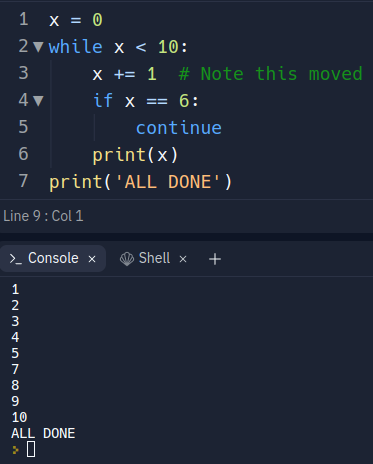 1 x = 0
2 while x < 10:
3     x += 1  # Note this moved
4     if x == 6:
5         continue
6     print(x)
7 print('ALL DONE')
Line 9 : Col 1
Console × Shell × +
1
2
3
4
5
7
8
9
10
ALL DONE